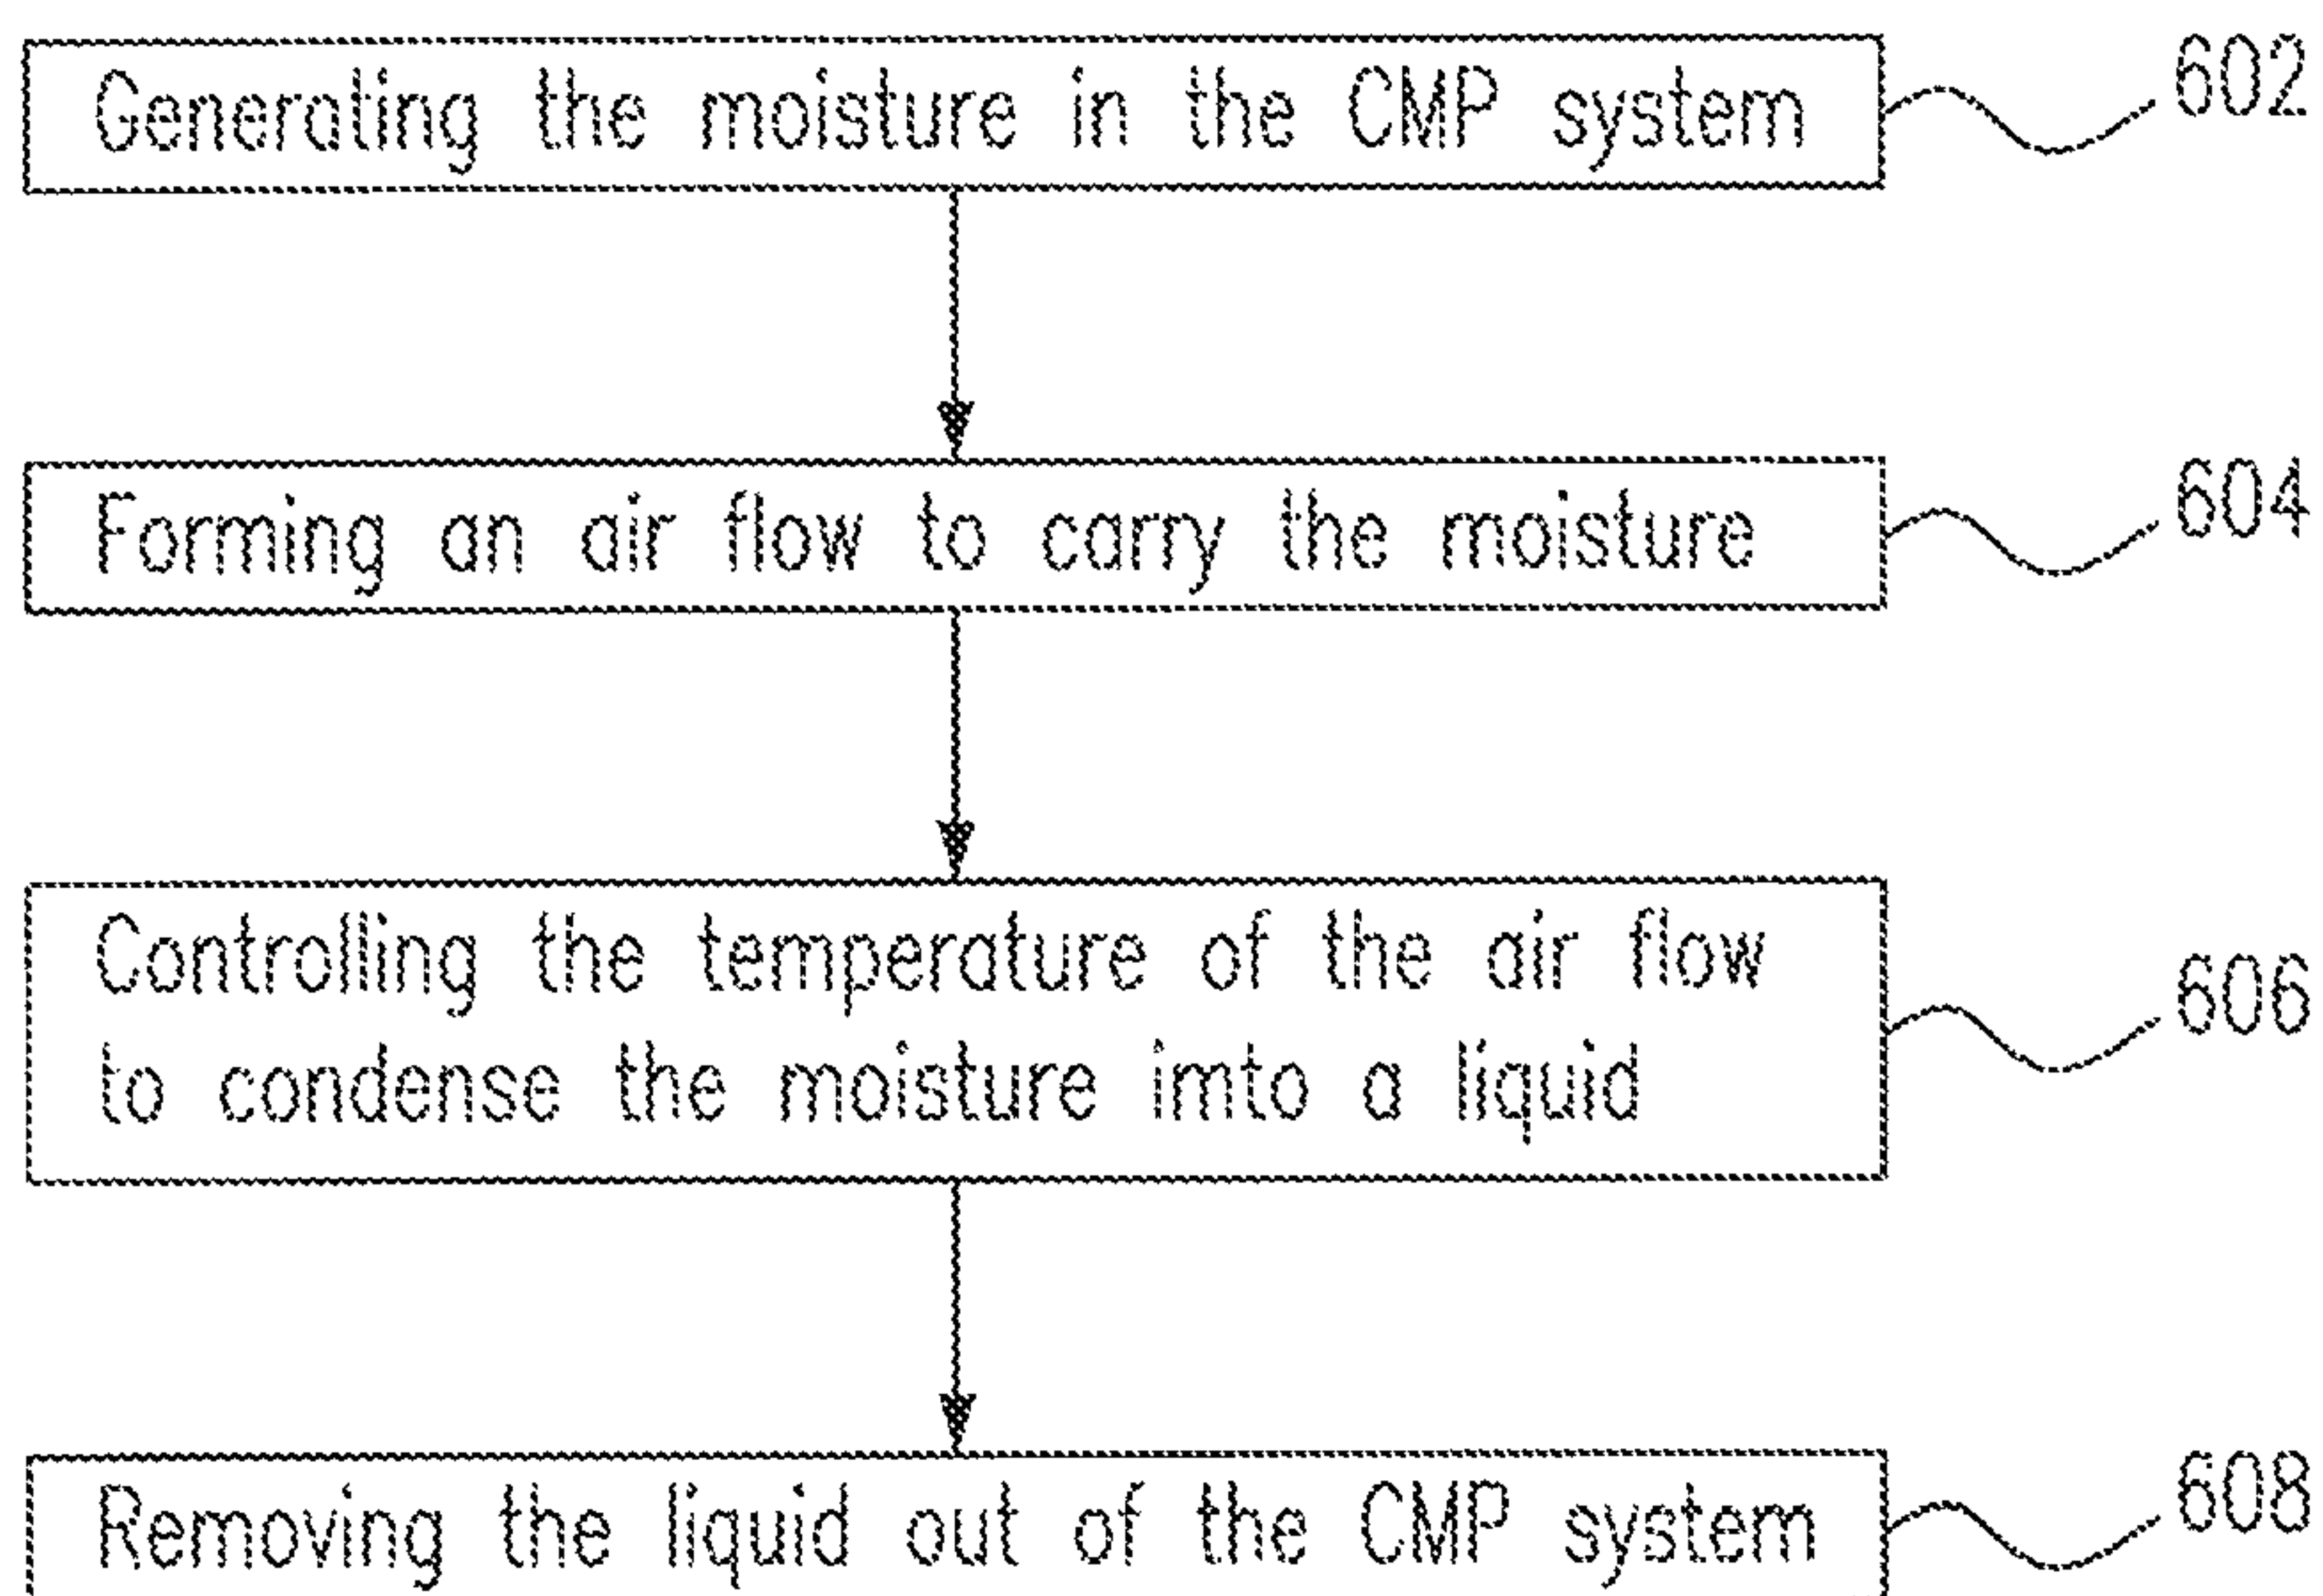 Generating the moisture in the CMP system 602
Forming an air flow to carry the moisture 604
Controlling the temperature of the air flow
to condense the moisture imto a liquid
606
Removing the liquid out of the CMP system 608